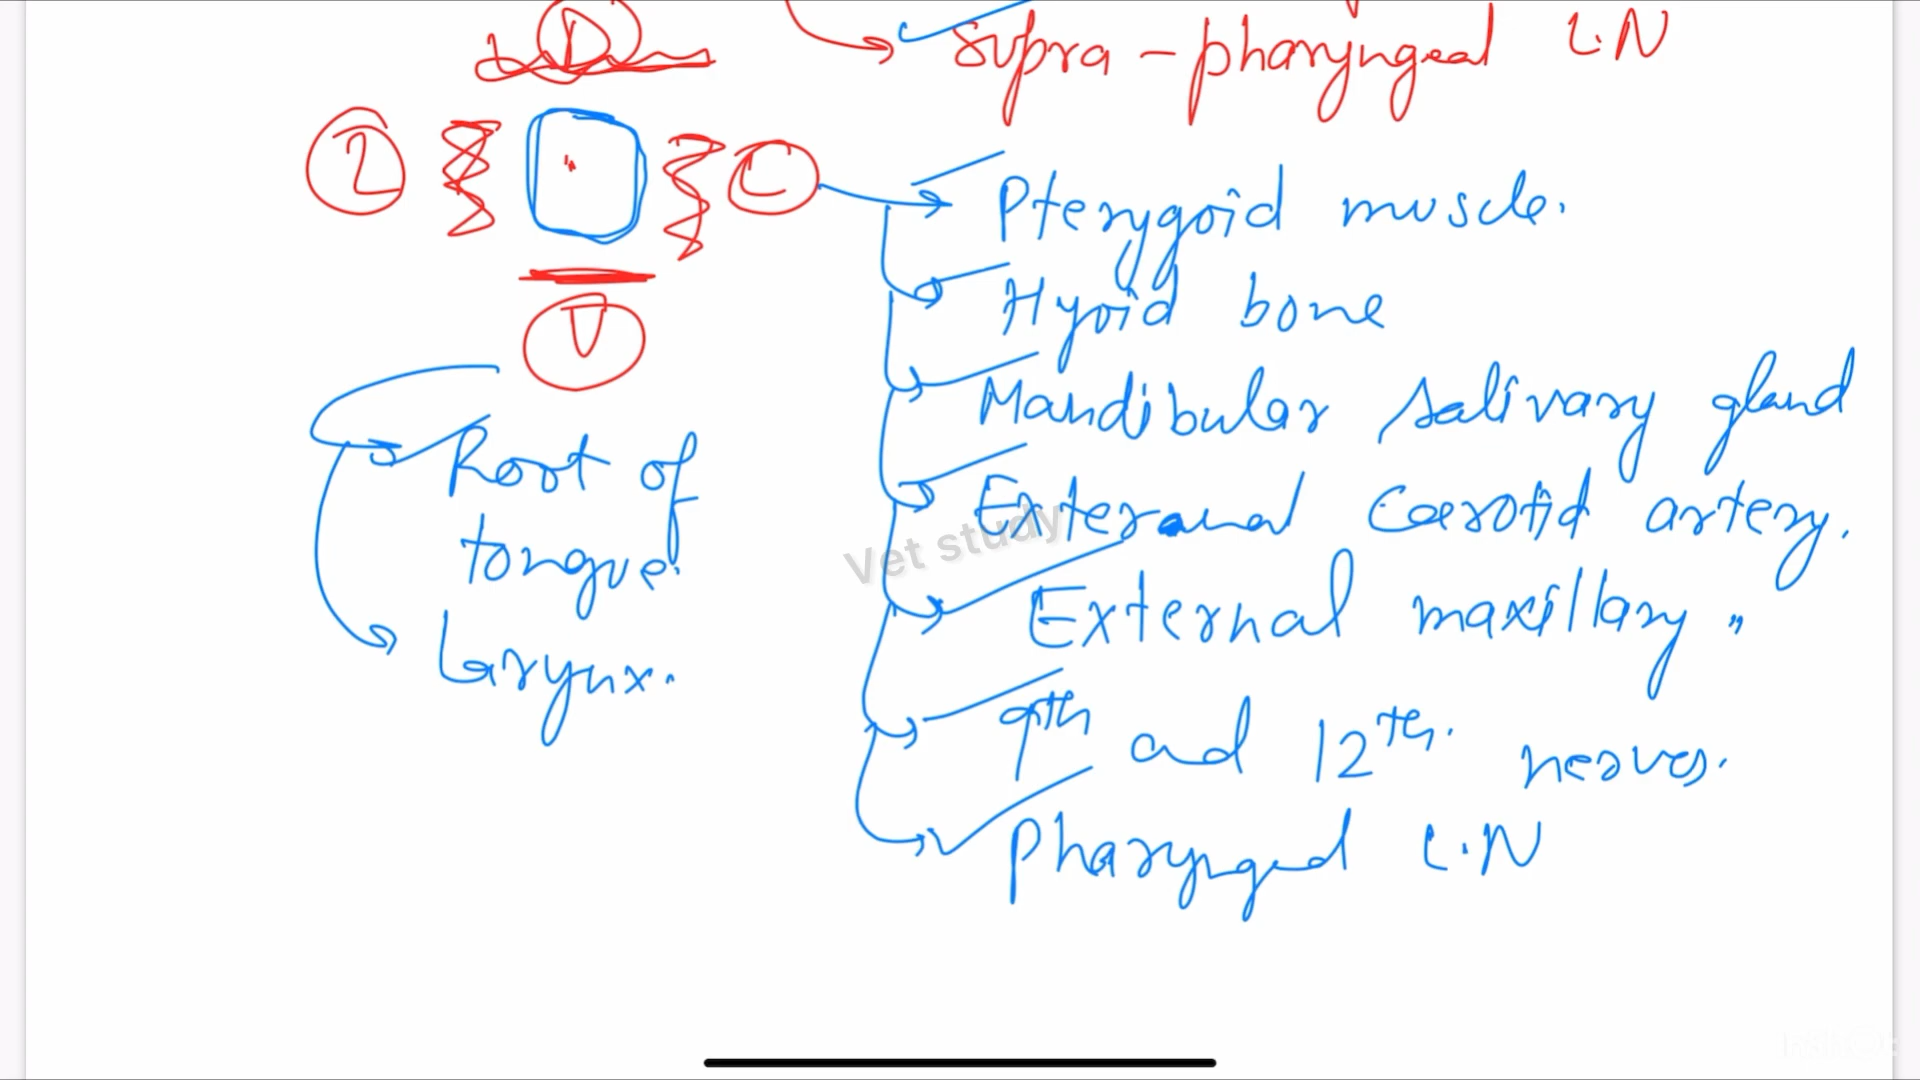 D
Supra - pharyngeal L.N
L
L
Pterygoid muscle.
Hyoid bone
V
Mandibular salivary gland
Root of
tongue.
External carotid artery.
Vet study
External maxillary "
Larynx.
9th and 12th nerves.
Pharyngeal L.N